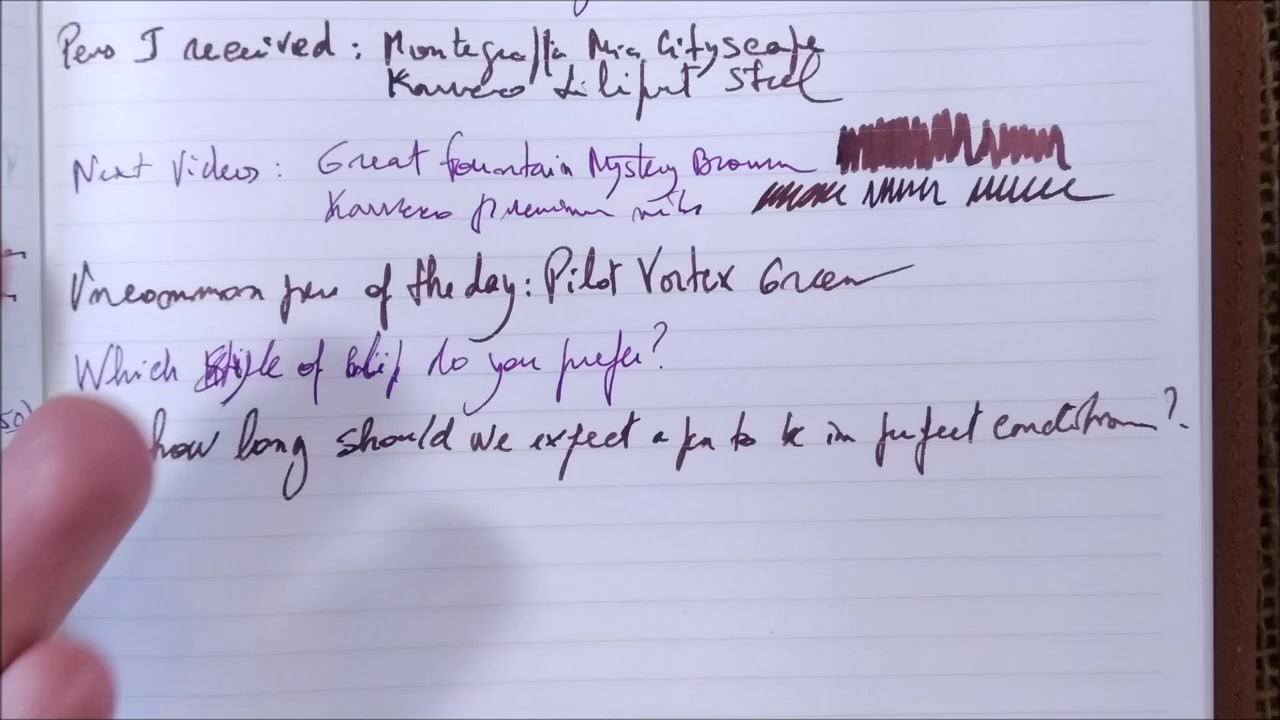 Pens I received: Montegrappa Mia Cityscape
Kaweco Liliput Steel
Next Videos: Great fountain Mystery Brown
Kaweco premium nibs
Uncommon pen of the day: Pilot Vortex Green
Which style of clip do you prefer?
how long should we expect a pen to be in perfect condition?
50)